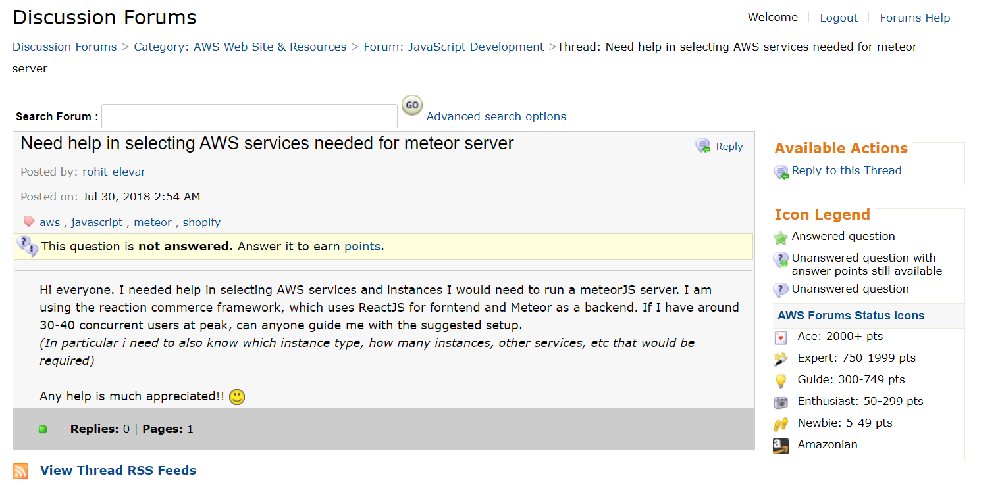 Discussion Forums
Welcome | Logout | Forums Help
Discussion Forums > Category: AWS Web Site & Resources > Forum: JavaScript Development >Thread: Need help in selecting AWS services needed for meteor
server
Search Forum :
GO
Advanced search options
Need help in selecting AWS services needed for meteor server
Reply
Posted by: rohit-elevar
Posted on: Jul 30, 2018 2:54 AM
aws , javascript , meteor , shopify
This question is not answered. Answer it to earn points.
Hi everyone. I needed help in selecting AWS services and instances I would need to run a meteorJS server. I am
using the reaction commerce framework, which uses ReactJS for forntend and Meteor as a backend. If I have around
30-40 concurrent users at peak, can anyone guide me with the suggested setup.
(In particular i need to also know which instance type, how many instances, other services, etc that would be
required)
Any help is much appreciated!!
Replies: 0 | Pages: 1
View Thread RSS Feeds
Available Actions
Reply to this Thread
Icon Legend
Answered question
Unanswered question with
answer points still available
Unanswered question
AWS Forums Status Icons
Ace: 2000+ pts
Expert: 750-1999 pts
Guide: 300-749 pts
Enthusiast: 50-299 pts
Newbie: 5-49 pts
Amazonian